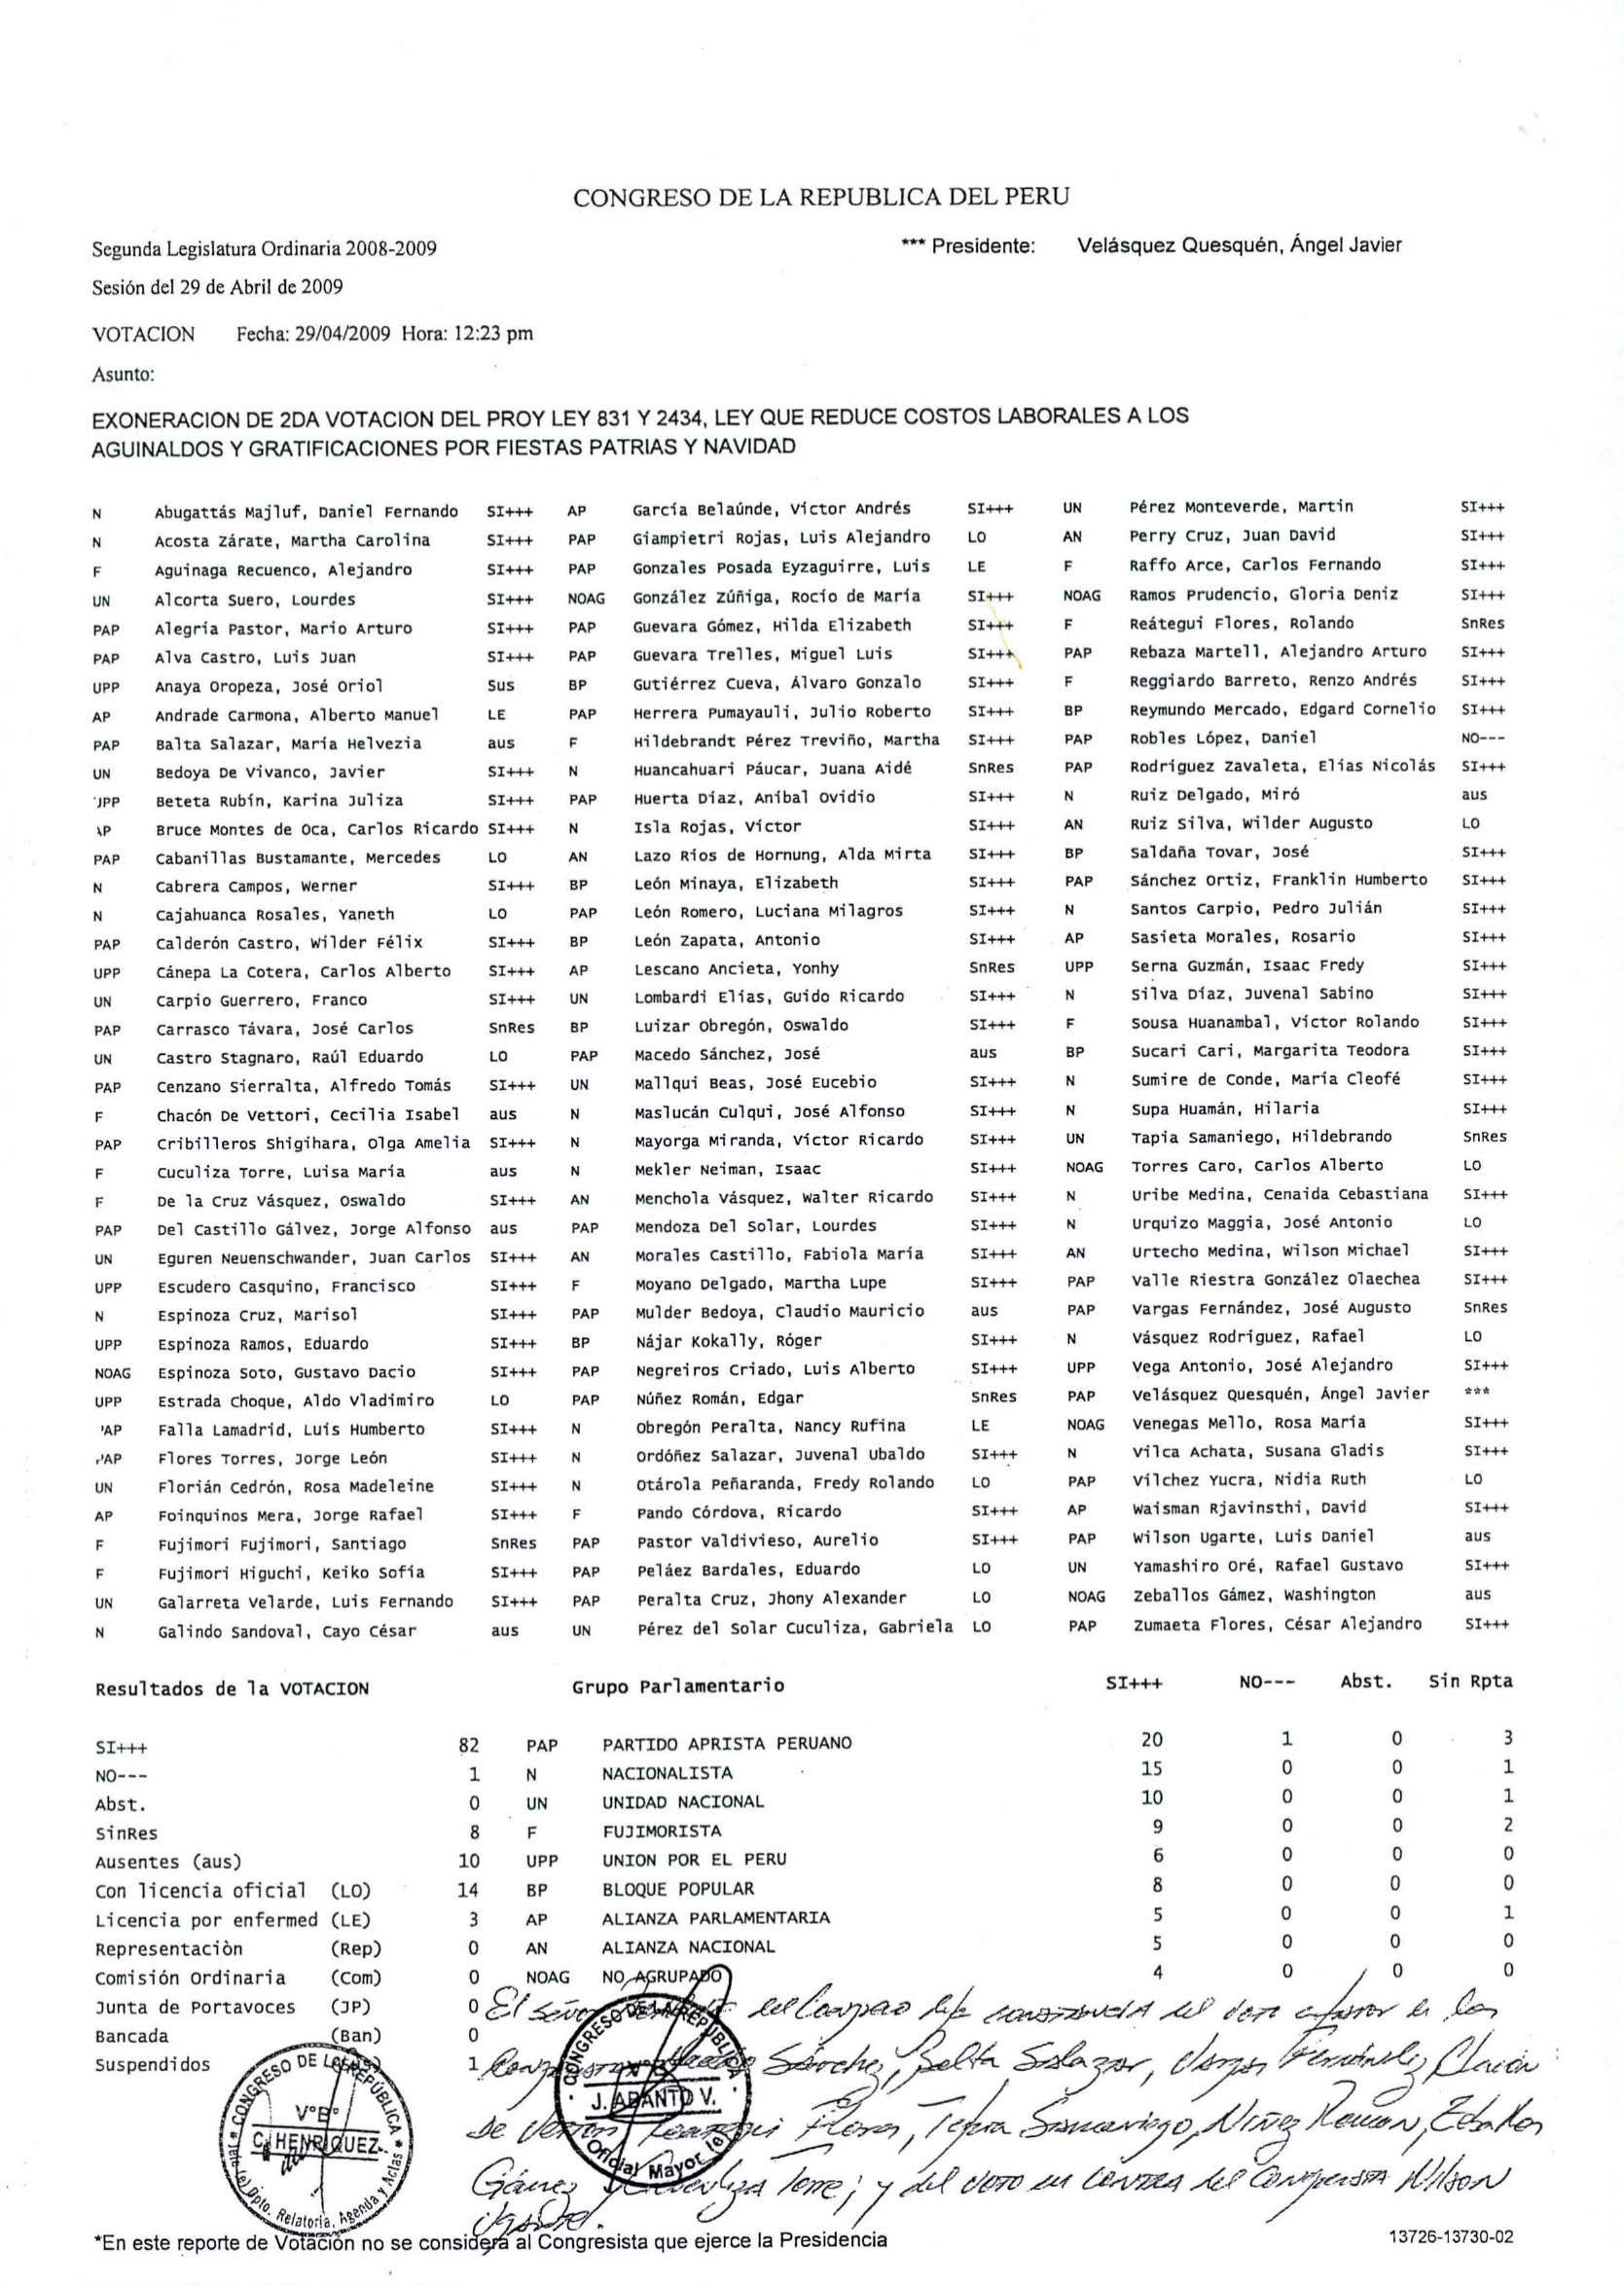 CONGRESO DE LA REPUBLICA DEL PERU
Segunda Legislatura Ordinaria 2008-2009 *** Presidente: Velásquez Quesquén, Ángel Javier
Sesión del 29 de Abril de 2009
VOTACION Fecha: 29/04/2009 Hora: 12:23 pm
Asunto:
EXONERACION DE 2DA VOTACION DEL PROY LEY 831 Y 2434, LEY QUE REDUCE COSTOS LABORALES A LOS
AGUINALDOS Y GRATIFICACIONES POR FIESTAS PATRIAS Y NAVIDAD
N Abugattás Majluf, Daniel Fernando SI+++ AP García Belaúnde, Víctor Andrés SI+++ UN Pérez Monteverde, Martin SI+++
N Acosta Zárate, Martha Carolina SI+++ PAP Giampietri Rojas, Luis Alejandro LO AN Perry Cruz, Juan David SI+++
F Aguinaga Recuenco, Alejandro SI+++ PAP Gonzales Posada Eyzaguirre, Luis LE F Raffo Arce, Carlos Fernando SI+++
UN Alcorta Suero, Lourdes SI+++ NOAG González Zúñiga, Rocío de María SI+++ NOAG Ramos Prudencio, Gloria Deniz SI+++
PAP Alegría Pastor, Mario Arturo SI+++ PAP Guevara Gómez, Hilda Elizabeth SI+++ F Reátegui Flores, Rolando SnRes
PAP Alva Castro, Luis Juan SI+++ PAP Guevara Trelles, Miguel Luis SI+++ PAP Rebaza Martell, Alejandro Arturo SI+++
UPP Anaya Oropeza, José Oriol Sus BP Gutiérrez Cueva, Álvaro Gonzalo SI+++ F Reggiardo Barreto, Renzo Andrés SI+++
AP Andrade Carmona, Alberto Manuel LE PAP Herrera Pumayauli, Julio Roberto SI+++ BP Reymundo Mercado, Edgard Cornelio SI+++
PAP Balta Salazar, María Helvezia aus F Hildebrandt Pérez Treviño, Martha SI+++ PAP Robles López, Daniel NO---
UN Bedoya De Vivanco, Javier SI+++ N Huancahuari Páucar, Juana Aidé SnRes PAP Rodríguez Zavaleta, Elías Nicolás SI+++
JPP Beteta Rubín, Karina Juliza SI+++ PAP Huerta Díaz, Aníbal Ovidio SI+++ N Ruiz Delgado, Miró aus
AP Bruce Montes de Oca, Carlos Ricardo SI+++ N Isla Rojas, Víctor SI+++ AN Ruiz Silva, Wilder Augusto LO
PAP Cabanillas Bustamante, Mercedes LO AN Lazo Ríos de Hornung, Alda Mirta SI+++ BP Saldaña Tovar, José SI+++
N Cabrera Campos, Werner SI+++ BP León Minaya, Elizabeth SI+++ PAP Sánchez Ortiz, Franklin Humberto SI+++
N Cajahuanca Rosales, Yaneth LO PAP León Romero, Luciana Milagros SI+++ N Santos Carpio, Pedro Julián SI+++
PAP Calderón Castro, Wilder Félix SI+++ BP León Zapata, Antonio SI+++ AP Sasieta Morales, Rosario SI+++
UPP Cánepa La Cotera, Carlos Alberto SI+++ AP Lescano Ancieta, Yonhy SnRes UPP Serna Guzmán, Isaac Fredy SI+++
UN Carpio Guerrero, Franco SI+++ UN Lombardi Elías, Guido Ricardo SI+++ N Silva Díaz, Juvenal Sabino SI+++
PAP Carrasco Távara, José Carlos SnRes BP Luizar Obregón, Oswaldo SI+++ F Sousa Huanambal, Víctor Rolando SI+++
UN Castro Stagnaro, Raúl Eduardo LO PAP Macedo Sánchez, José aus BP Sucari Cari, Margarita Teodora SI+++
PAP Cenzano Sierralta, Alfredo Tomás SI+++ UN Mallqui Beas, José Eucebio SI+++ N Sumire de Conde, María Cleofé SI+++
F Chacón De Vettori, Cecilia Isabel aus N Maslucán Culqui, José Alfonso SI+++ N Supa Huamán, Hilaria SI+++
PAP Cribilleros Shigihara, Olga Amelia SI+++ N Mayorga Miranda, Víctor Ricardo SI+++ UN Tapia Samaniego, Hildebrando SnRes
F Cuculiza Torre, Luisa María aus N Mekler Neiman, Isaac SI+++ NOAG Torres Caro, Carlos Alberto LO
F De la Cruz Vásquez, Oswaldo SI+++ AN Menchola Vásquez, Walter Ricardo SI+++ N Uribe Medina, Cenaida Cebastiana SI+++
PAP Del Castillo Gálvez, Jorge Alfonso aus PAP Mendoza Del Solar, Lourdes SI+++ N Urquizo Maggia, José Antonio LO
UN Eguren Neuenschwander, Juan Carlos SI+++ AN Morales Castillo, Fabiola María SI+++ AN Urtecho Medina, Wilson Michael SI+++
UPP Escudero Casquino, Francisco SI+++ F Moyano Delgado, Martha Lupe SI+++ PAP Valle Riestra González Olaechea SI+++
N Espinoza Cruz, Marisol SI+++ PAP Mulder Bedoya, Claudio Mauricio aus PAP Vargas Fernández, José Augusto SnRes
UPP Espinoza Ramos, Eduardo SI+++ BP Nájar Kokally, Róger SI+++ N Vásquez Rodríguez, Rafael LO
NOAG Espinoza Soto, Gustavo Dacio SI+++ PAP Negreiros Criado, Luis Alberto SI+++ UPP Vega Antonio, José Alejandro SI+++
UPP Estrada Choque, Aldo Vladimiro LO PAP Núñez Román, Edgar SnRes PAP Velásquez Quesquén, Ángel Javier ***
'AP Falla Lamadrid, Luis Humberto SI+++ N Obregón Peralta, Nancy Rufina LE NOAG Venegas Mello, Rosa María SI+++
'AP Flores Torres, Jorge León SI+++ N Ordóñez Salazar, Juvenal Ubaldo SI+++ N Vilca Achata, Susana Gladis SI+++
UN Florián Cedrón, Rosa Madeleine SI+++ N Otárola Peñaranda, Fredy Rolando LO PAP Vílchez Yucra, Nidia Ruth LO
AP Foinquinos Mera, Jorge Rafael SI+++ F Pando Córdova, Ricardo SI+++ AP Waisman Rjavinsthi, David SI+++
F Fujimori Fujimori, Santiago SnRes PAP Pastor Valdivieso, Aurelio SI+++ PAP Wilson Ugarte, Luis Daniel aus
F Fujimori Higuchi, Keiko Sofía SI+++ PAP Peláez Bardales, Eduardo LO UN Yamashiro Oré, Rafael Gustavo SI+++
UN Galarreta Velarde, Luis Fernando SI+++ PAP Peralta Cruz, Jhony Alexander LO NOAG Zeballos Gámez, Washington aus
N Galindo Sandoval, Cayo César aus UN Pérez del Solar Cuculiza, Gabriela LO PAP Zumaeta Flores, César Alejandro SI+++
Resultados de la VOTACION Grupo Parlamentario SI+++ NO--- Abst. Sin Rpta
SI+++ 82 PAP PARTIDO APRISTA PERUANO 20 1 0 3
NO--- 1 N NACIONALISTA 15 0 0 1
Abst. 0 UN UNIDAD NACIONAL 10 0 0 1
SinRes 8 F FUJIMORISTA 9 0 0 2
Ausentes (aus) 10 UPP UNION POR EL PERU 6 0 0 0
Con licencia oficial (LO) 14 BP BLOQUE POPULAR 8 0 0 0
Licencia por enfermed (LE) 3 AP ALIANZA PARLAMENTARIA 5 0 0 1
Representaciòn (Rep) 0 AN ALIANZA NACIONAL 5 0 0 0
Comisión Ordinaria (Com) 0 NOAG NO AGRUPADO 4 0 0 0
Junta de Portavoces (JP) 0
Bancada (Ban) 0
Suspendidos 1
El señor del Congreso deja constancia del voto a favor de los
Congresistas Macedo Sánchez, Balta Salazar, Vargas Fernández, Chacón
de Vettori, Reátegui Flores, Tapia Samaniego, Núñez Román, Zeballos
Gámez y Cuculiza Torre; y del voto en contra del Congresista Wilson
Ugarte.
CONGRESO DE LA REPÚBLICA
V°B°
C. HENRIQUEZ
Dpto. Relatoría, Agenda y Actas
CONGRESO DE LA REPUBLICA
J. ABANTO V.
Oficial Mayor (e)
*En este reporte de Votación no se considera al Congresista que ejerce la Presidencia 13726-13730-02